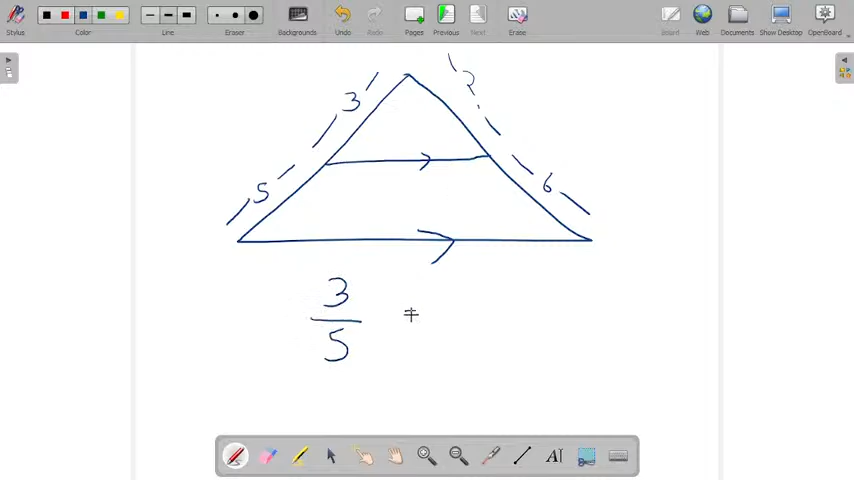 Stylus
Color
Line
Eraser
Backgrounds
Undo
Redo
Pages
Previous
Next
Erase
Board
Web
Documents
Show Desktop
OpenBoard
3
?
5
6
3
5